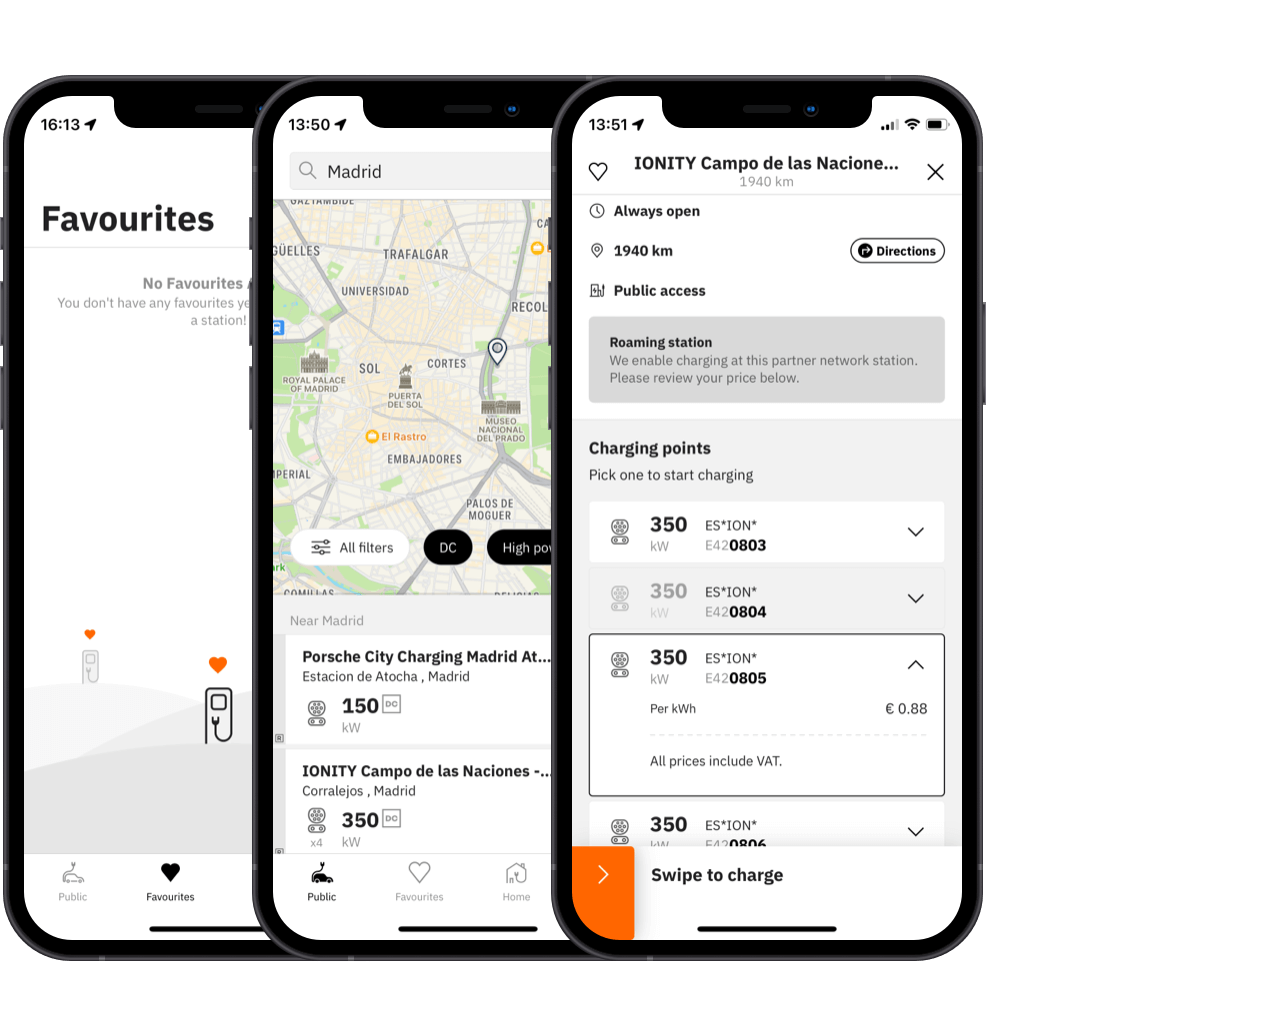 16:13
Favourites
No Favourites
You don't have any favourites
a station!
Public
Favourites
13:50
Madrid
GAZTAMBIDE
TRAFALGAR
UNIVERSIDAD
SOL
CORTES
ROYAL PALACE
OF MADRID
PUERTA
DEL SOL
MUSEO
NACIONAL
DEL PRADO
El Rastro
EMBAJADORES
PALOS DE
MOGUER
All filters
DC
High
COMILLAS
Near Madrid
Porsche City Charging Madrid At...
Estacion de Atocha , Madrid
150 DC
kW
IONITY Campo de las Naciones -...
Corralejos , Madrid
350 DC
x4 kW
Public
Favourites
Home
13:51
IONITY Campo de las Nacione...
1940 km
Always open
1940 km
Directions
Public access
Roaming station
We enable charging at this partner network station.
Please review your price below.
Charging points
Pick one to start charging
350 ES*ION*
kW E420803
350 ES*ION*
kW E420804
350 ES*ION*
kW E420805
Per kWh € 0.88
All prices include VAT.
350 ES*ION*
kW E420806
Swipe to charge